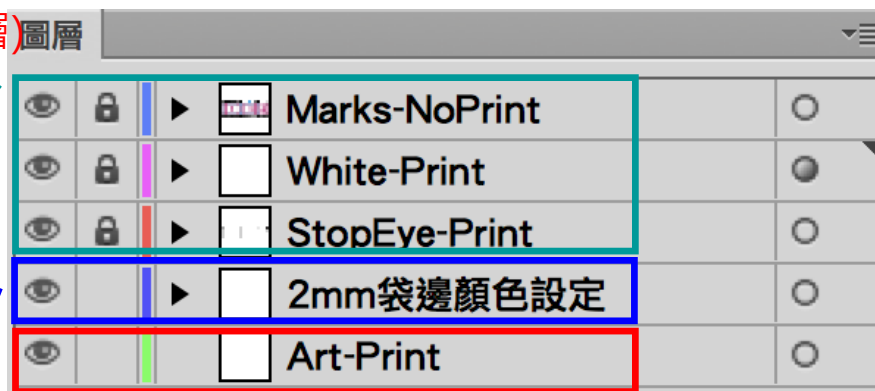 層)
圖層
Marks-NoPrint
White-Print
StopEye-Print
2mm袋邊顏色設定
Art-Print